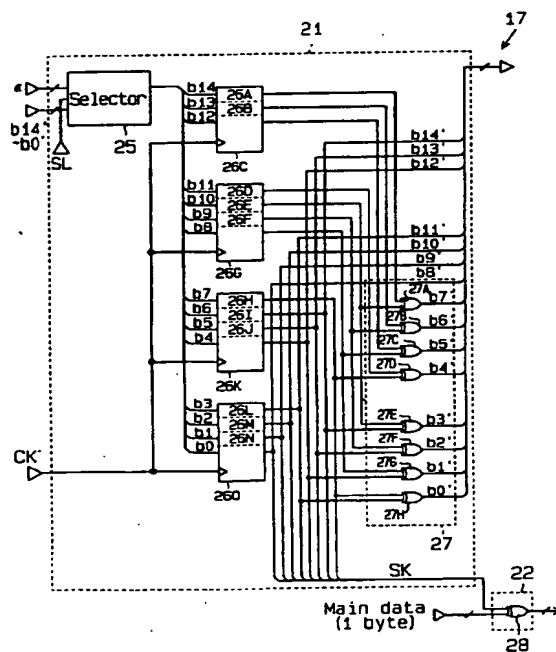 21
17
α
Selector
25
b14'
-b0'
SL
b14
b13
b12
26A
26B
26C
b14'
b13'
b12'
b11
b10
b9
b8
26D
26E
26F
26G
b11'
b10'
b9'
b8'
27A
b7'
27B
b6'
27C
b5'
27D
b4'
b7
b6
b5
b4
26H
26I
26J
26K
b3
b2
b1
b0
26L
26M
26N
26O
27E
b3'
27F
b2'
27G
b1'
b0'
27H
27
CK
SK
22
Main data
(1 byte)
28